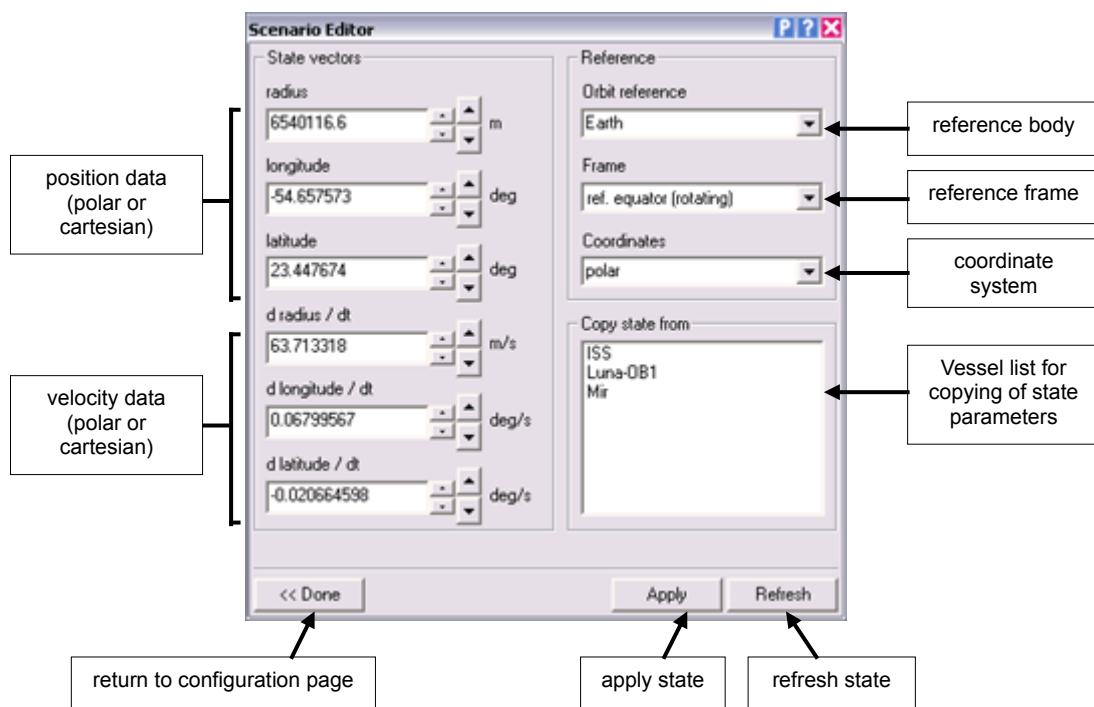 Scenario Editor
P ?
State vectors
radius
6540116.6
m
longitude
-54.657573
deg
latitude
23.447674
deg
d radius / dt
63.713318
m/s
d longitude / dt
0.06799567
deg/s
d latitude / dt
-0.020664598
deg/s
Reference
Orbit reference
Earth
Frame
ref. equator (rotating)
Coordinates
polar
Copy state from
ISS
Luna-OB1
Mir
<< Done
Apply
Refresh
position data
(polar or
cartesian)
velocity data
(polar or
cartesian)
reference body
reference frame
coordinate
system
Vessel list for
copying of state
parameters
return to configuration page
apply state
refresh state